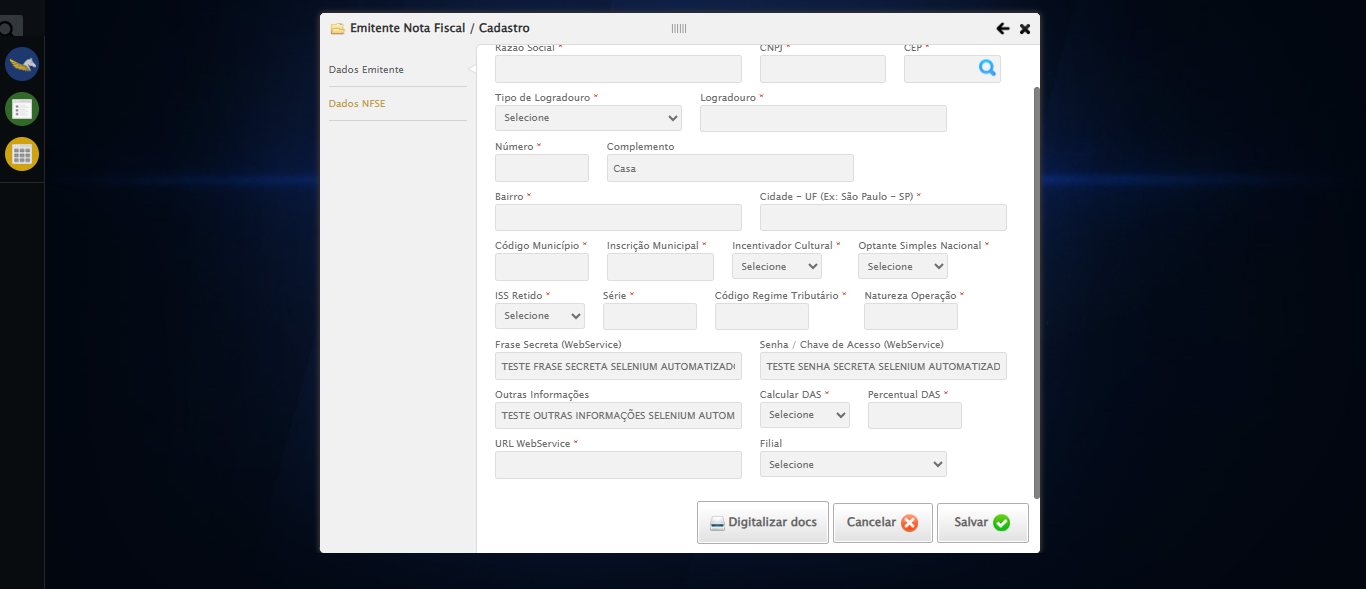 Emitente Nota Fiscal / Cadastro
Dados Emitente
Dados NFSE
Razão Social * CNPJ * CEP *
Tipo de Logradouro * Logradouro *
Selecione
Número * Complemento
Casa
Bairro * Cidade - UF (Ex: São Paulo - SP) *
Código Município * Inscrição Municipal * Incentivador Cultural * Optante Simples Nacional *
Selecione Selecione
ISS Retido * Série * Código Regime Tributário * Natureza Operação *
Selecione
Frase Secreta (WebService) Senha / Chave de Acesso (WebService)
TESTE FRASE SECRETA SELENIUM AUTOMATIZADO TESTE SENHA SECRETA SELENIUM AUTOMATIZAD
Outras Informações Calcular DAS * Percentual DAS *
TESTE OUTRAS INFORMAÇÕES SELENIUM AUTOM Selecione
URL WebService * Filial
Selecione
Digitalizar docs Cancelar Salvar